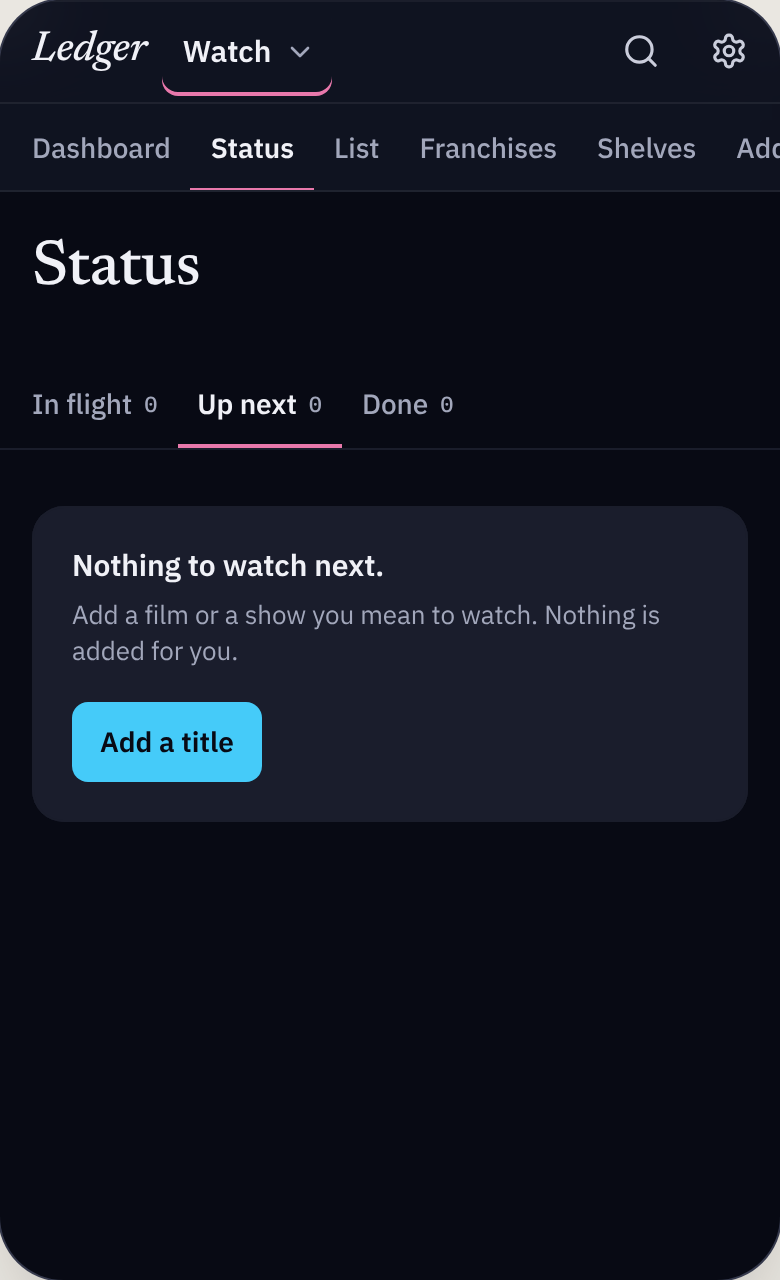 Ledger Watch
Dashboard Status List Franchises Shelves Add
Status
In flight 0 Up next 0 Done 0
Nothing to watch next.
Add a film or a show you mean to watch. Nothing is
added for you.
Add a title